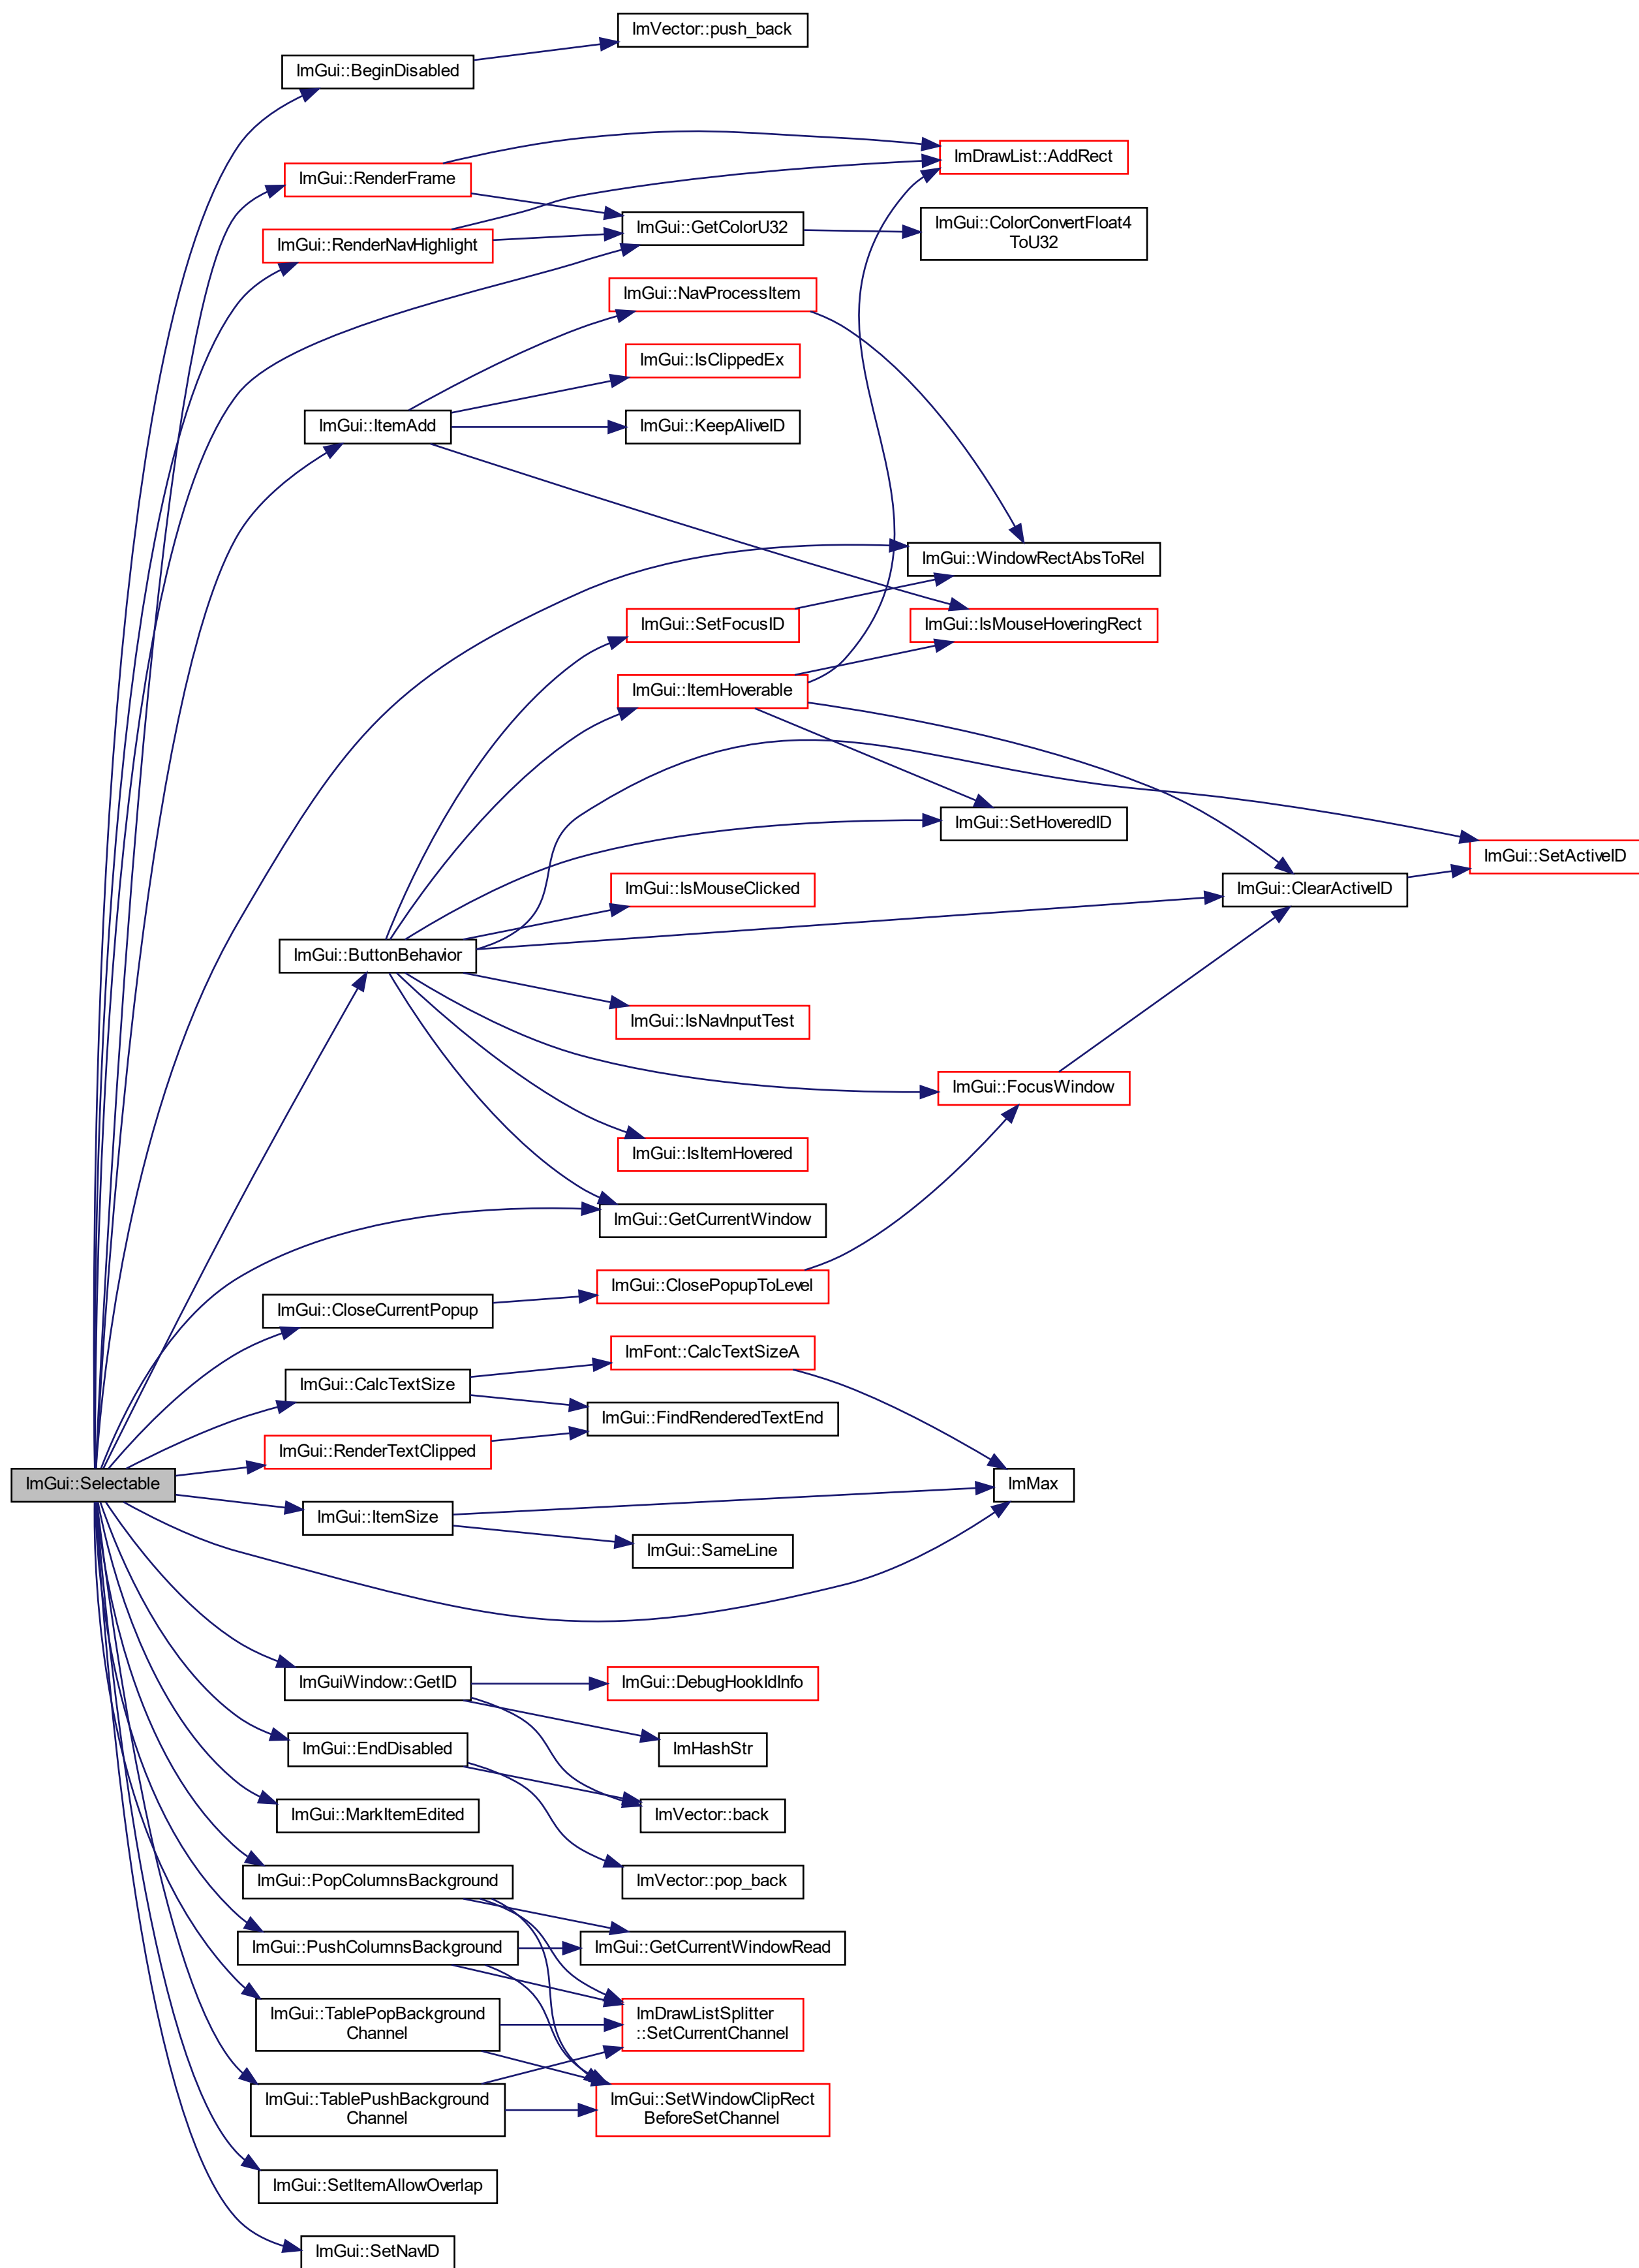 ImVector::push_back
ImGui::BeginDisabled
ImDrawList::AddRect
ImGui::RenderFrame
ImGui::GetColorU32
ImGui::ColorConvertFloat4
ToU32
ImGui::RenderNavHighlight
ImGui::NavProcessItem
ImGui::IsClippedEx
ImGui::ItemAdd
ImGui::KeepAliveID
ImGui::WindowRectAbsToRel
ImGui::SetFocusID
ImGui::IsMouseHoveringRect
ImGui::ItemHoverable
ImGui::SetHoveredID
ImGui::SetActiveID
ImGui::IsMouseClicked
ImGui::ClearActiveID
ImGui::ButtonBehavior
ImGui::IsNavInputTest
ImGui::FocusWindow
ImGui::IsItemHovered
ImGui::GetCurrentWindow
ImGui::ClosePopupToLevel
ImGui::CloseCurrentPopup
ImFont::CalcTextSizeA
ImGui::CalcTextSize
ImGui::FindRenderedTextEnd
ImGui::RenderTextClipped
ImGui::Selectable
ImMax
ImGui::ItemSize
ImGui::SameLine
ImGuiWindow::GetID
ImGui::DebugHookIdInfo
ImGui::EndDisabled
ImHashStr
ImGui::MarkItemEdited
ImVector::back
ImGui::PopColumnsBackground
ImVector::pop_back
ImGui::PushColumnsBackground
ImGui::GetCurrentWindowRead
ImGui::TablePopBackground
Channel
ImDrawListSplitter
::SetCurrentChannel
ImGui::TablePushBackground
Channel
ImGui::SetWindowClipRect
BeforeSetChannel
ImGui::SetItemAllowOverlap
ImGui::SetNavID